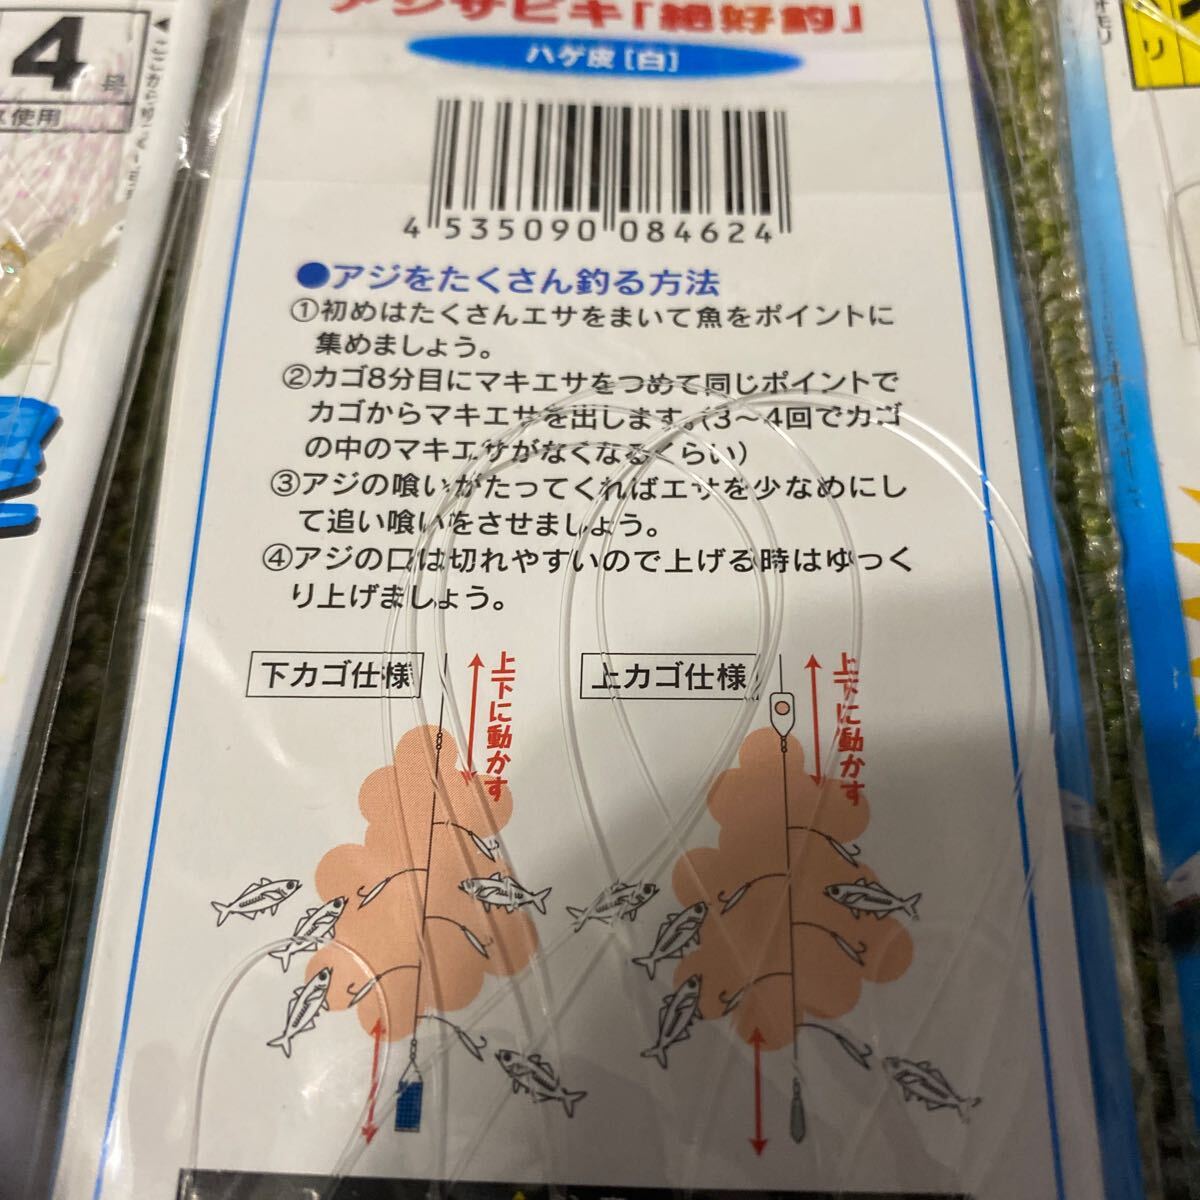 アジサビキ「絶好釣」
ハゲ皮［白］
4 535090 084624
●アジをたくさん釣る方法
①初めはたくさんエサをまいて魚をポイントに
集めましょう。
②カゴ8分目にマキエサをつめて同じポイントで
カゴからマキエサを出します。(3〜4回でカゴ
の中のマキエサがなくなるくらい)
③アジの喰いがたってくればエサを少なめにし
て追い喰いをさせましょう。
④アジの口は切れやすいので上げる時はゆっく
り上げましょう。
下カゴ仕様
上下に動かす
上カゴ仕様
上下に動かす
4号
使用
リ